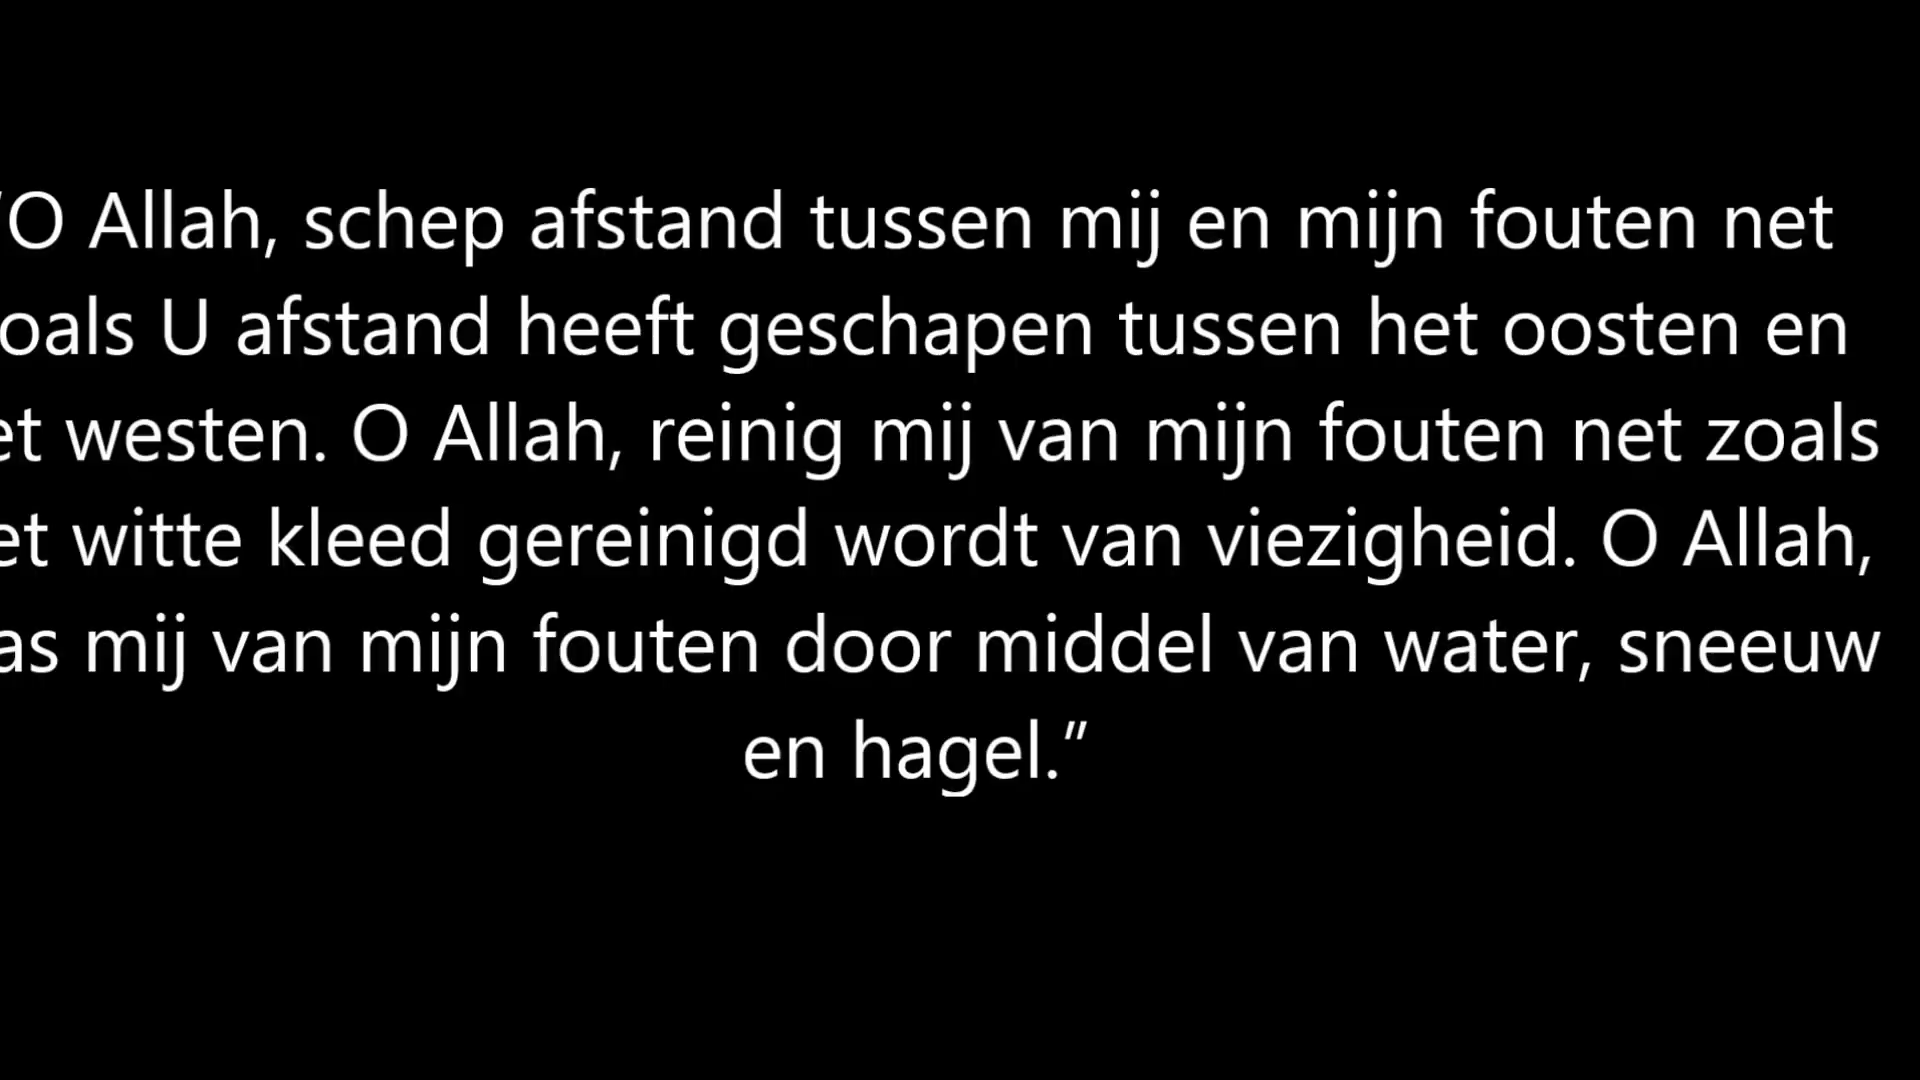 “O Allah, schep afstand tussen mij en mijn fouten net
oals U afstand heeft geschapen tussen het oosten en
et westen. O Allah, reinig mij van mijn fouten net zoals
et witte kleed gereinigd wordt van viezigheid. O Allah,
as mij van mijn fouten door middel van water, sneeuw
en hagel.”